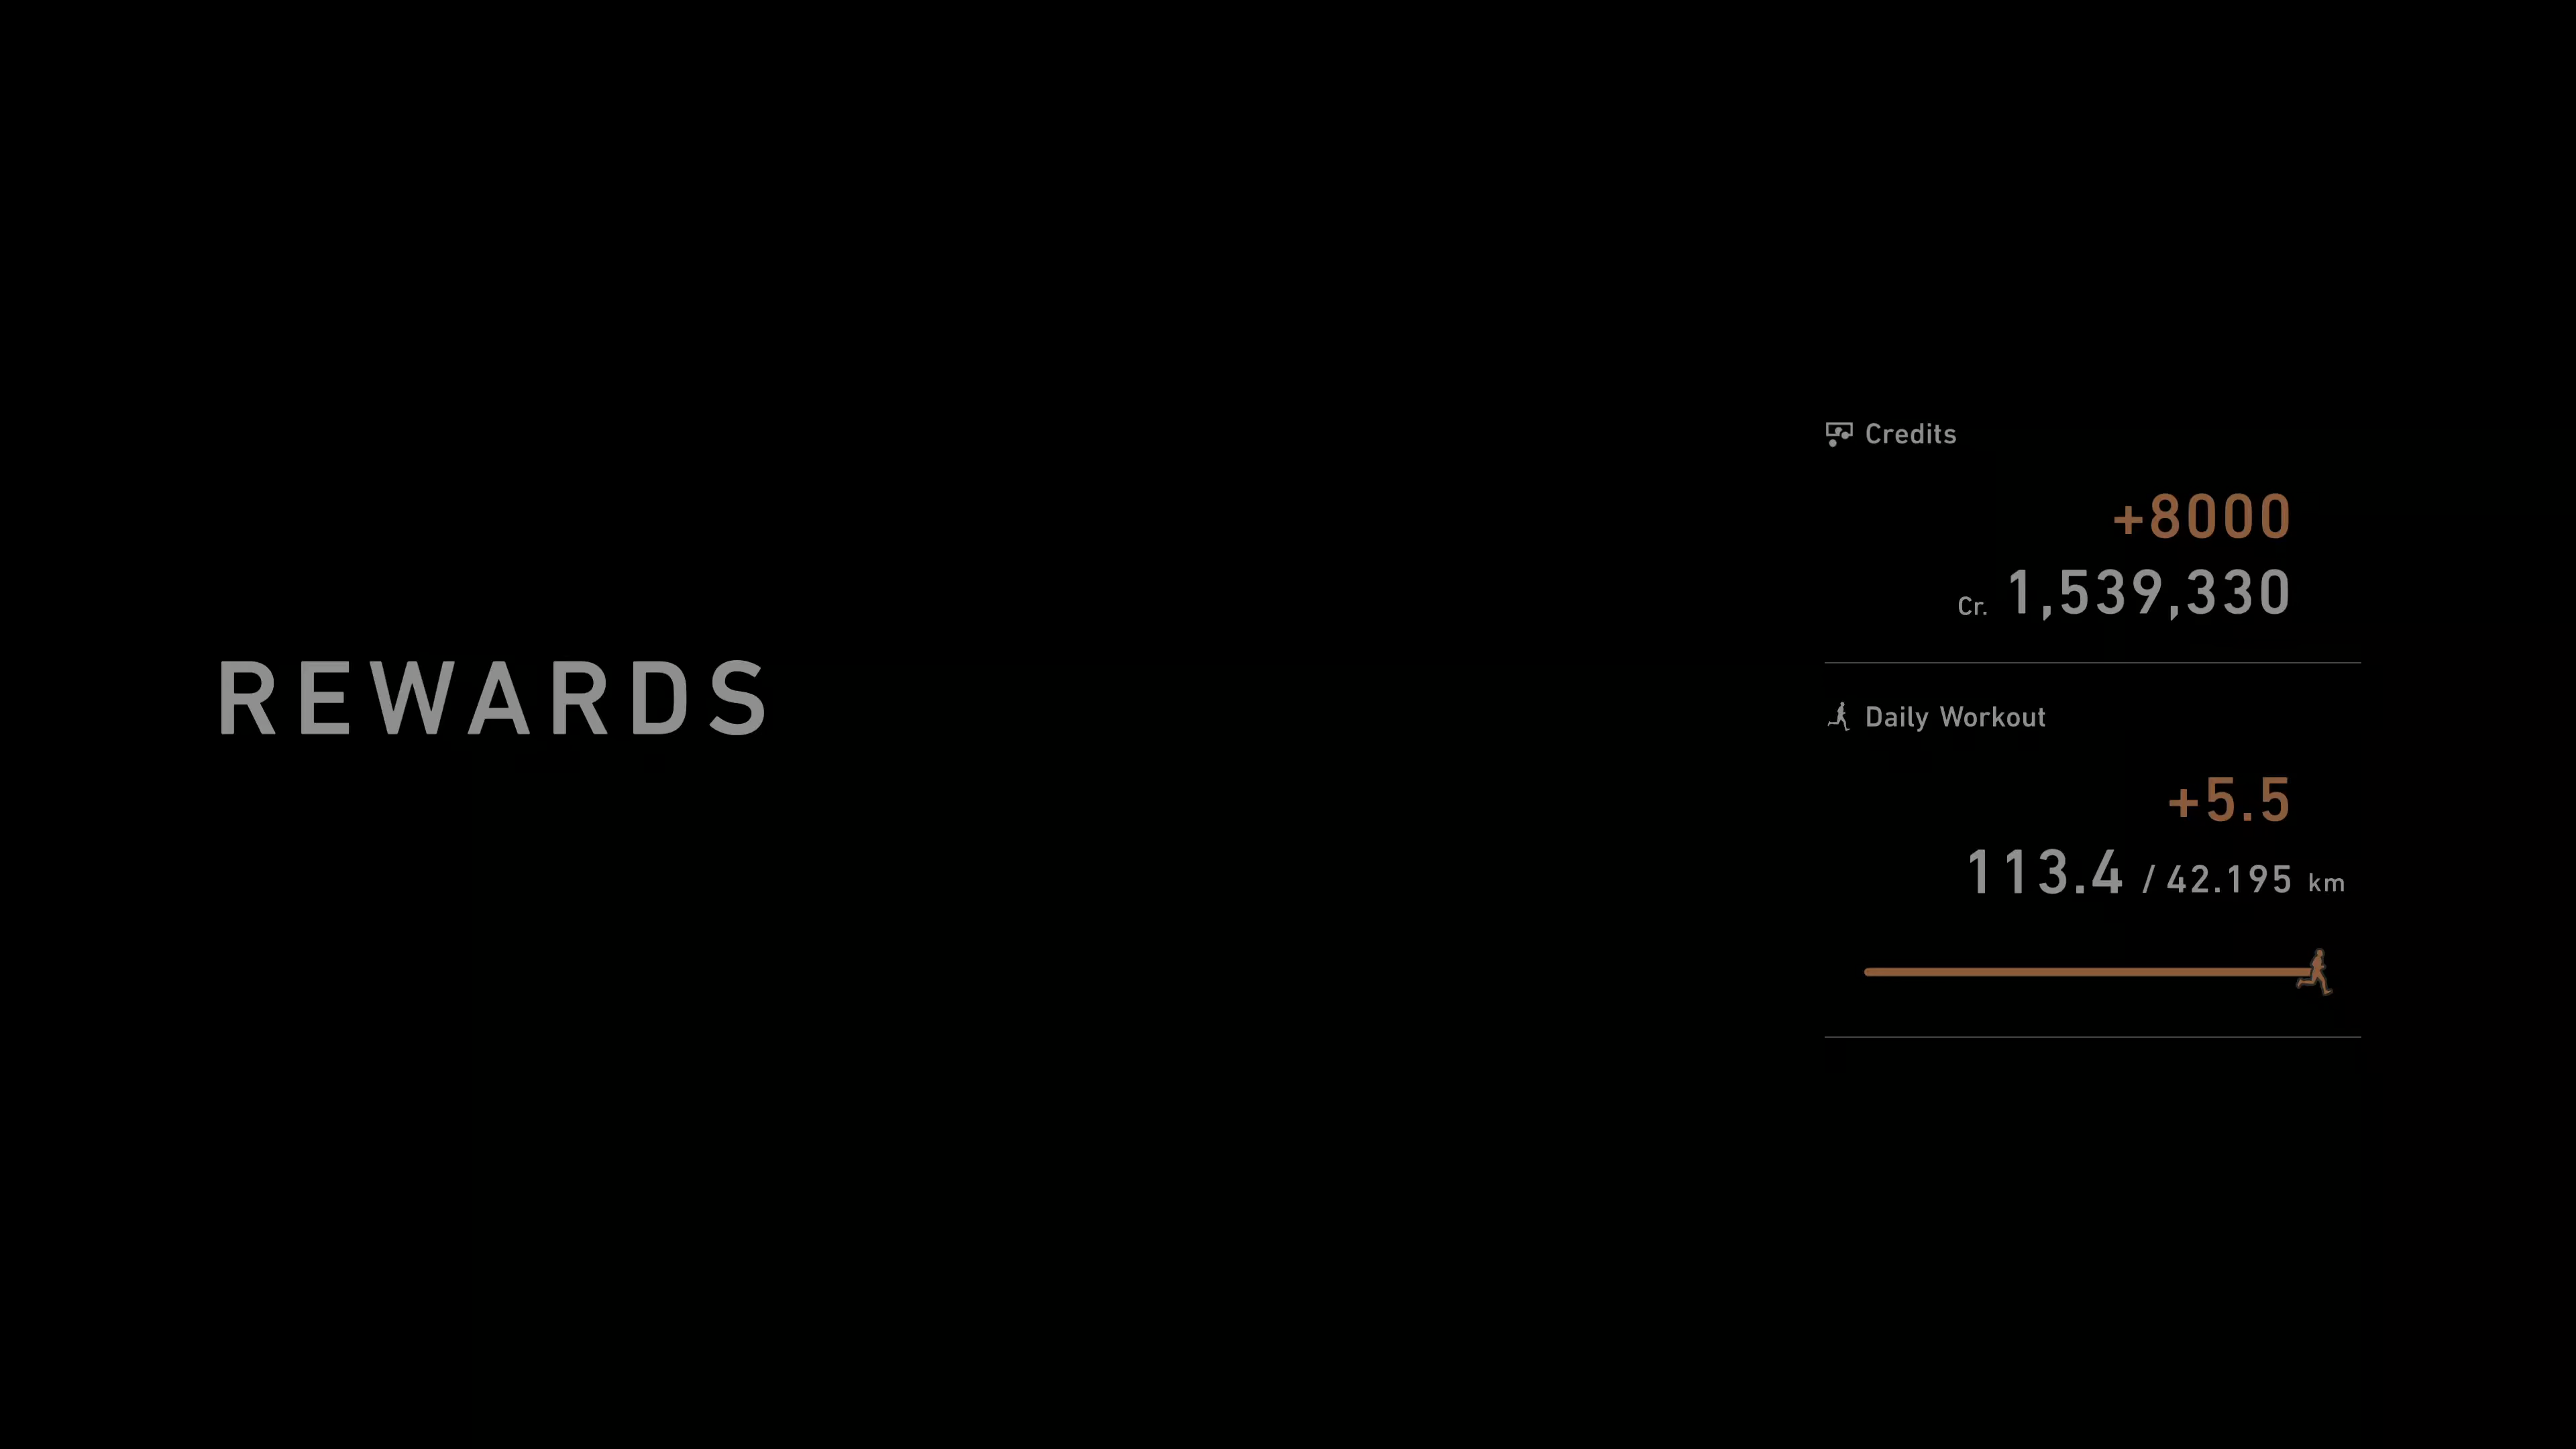 REWARDS
Credits
+8000
Cr. 1,539,330
Daily Workout
+5.5
113.4 / 42.195 km